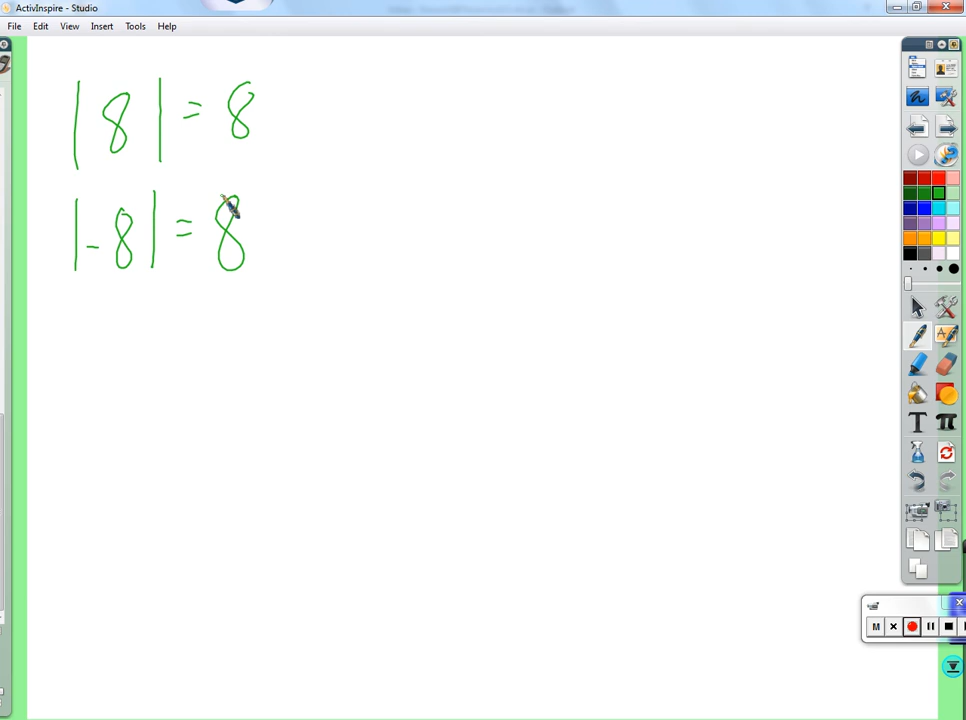 ActivInspire - Studio
File Edit View Insert Tools Help
|8| = 8
|-8| = 8
A
T π
M